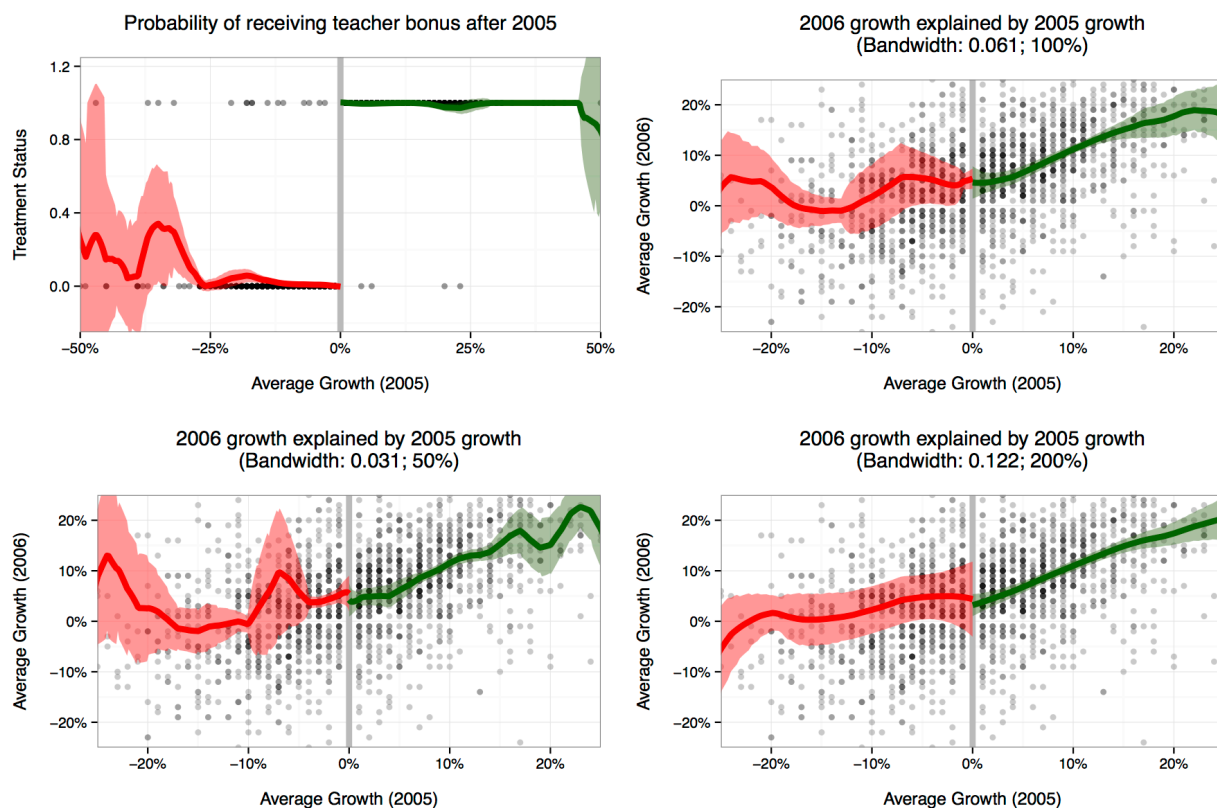 Probability of receiving teacher bonus after 2005
Treatment Status
1.2
0.8
0.4
0.0
−50%
−25%
0%
25%
50%
Average Growth (2005)
2006 growth explained by 2005 growth
(Bandwidth: 0.061; 100%)
Average Growth (2006)
20%
10%
0%
−10%
−20%
−20%
−10%
0%
10%
20%
Average Growth (2005)
2006 growth explained by 2005 growth
(Bandwidth: 0.031; 50%)
Average Growth (2006)
20%
10%
0%
−10%
−20%
−20%
−10%
0%
10%
20%
Average Growth (2005)
2006 growth explained by 2005 growth
(Bandwidth: 0.122; 200%)
Average Growth (2006)
20%
10%
0%
−10%
−20%
−20%
−10%
0%
10%
20%
Average Growth (2005)